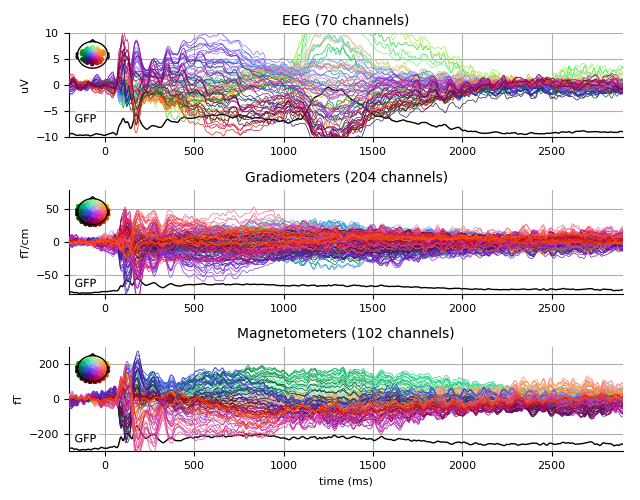 EEG (70 channels)
10
5
0
−5
−10
uV
GFP
0 500 1000 1500 2000 2500
Gradiometers (204 channels)
50
0
−50
fT/cm
GFP
0 500 1000 1500 2000 2500
Magnetometers (102 channels)
200
0
−200
fT
GFP
0 500 1000 1500 2000 2500
time (ms)